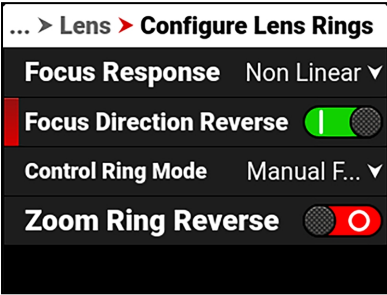 ... > Lens > Configure Lens Rings
Focus Response Non Linear
Focus Direction Reverse
Control Ring Mode Manual F...
Zoom Ring Reverse